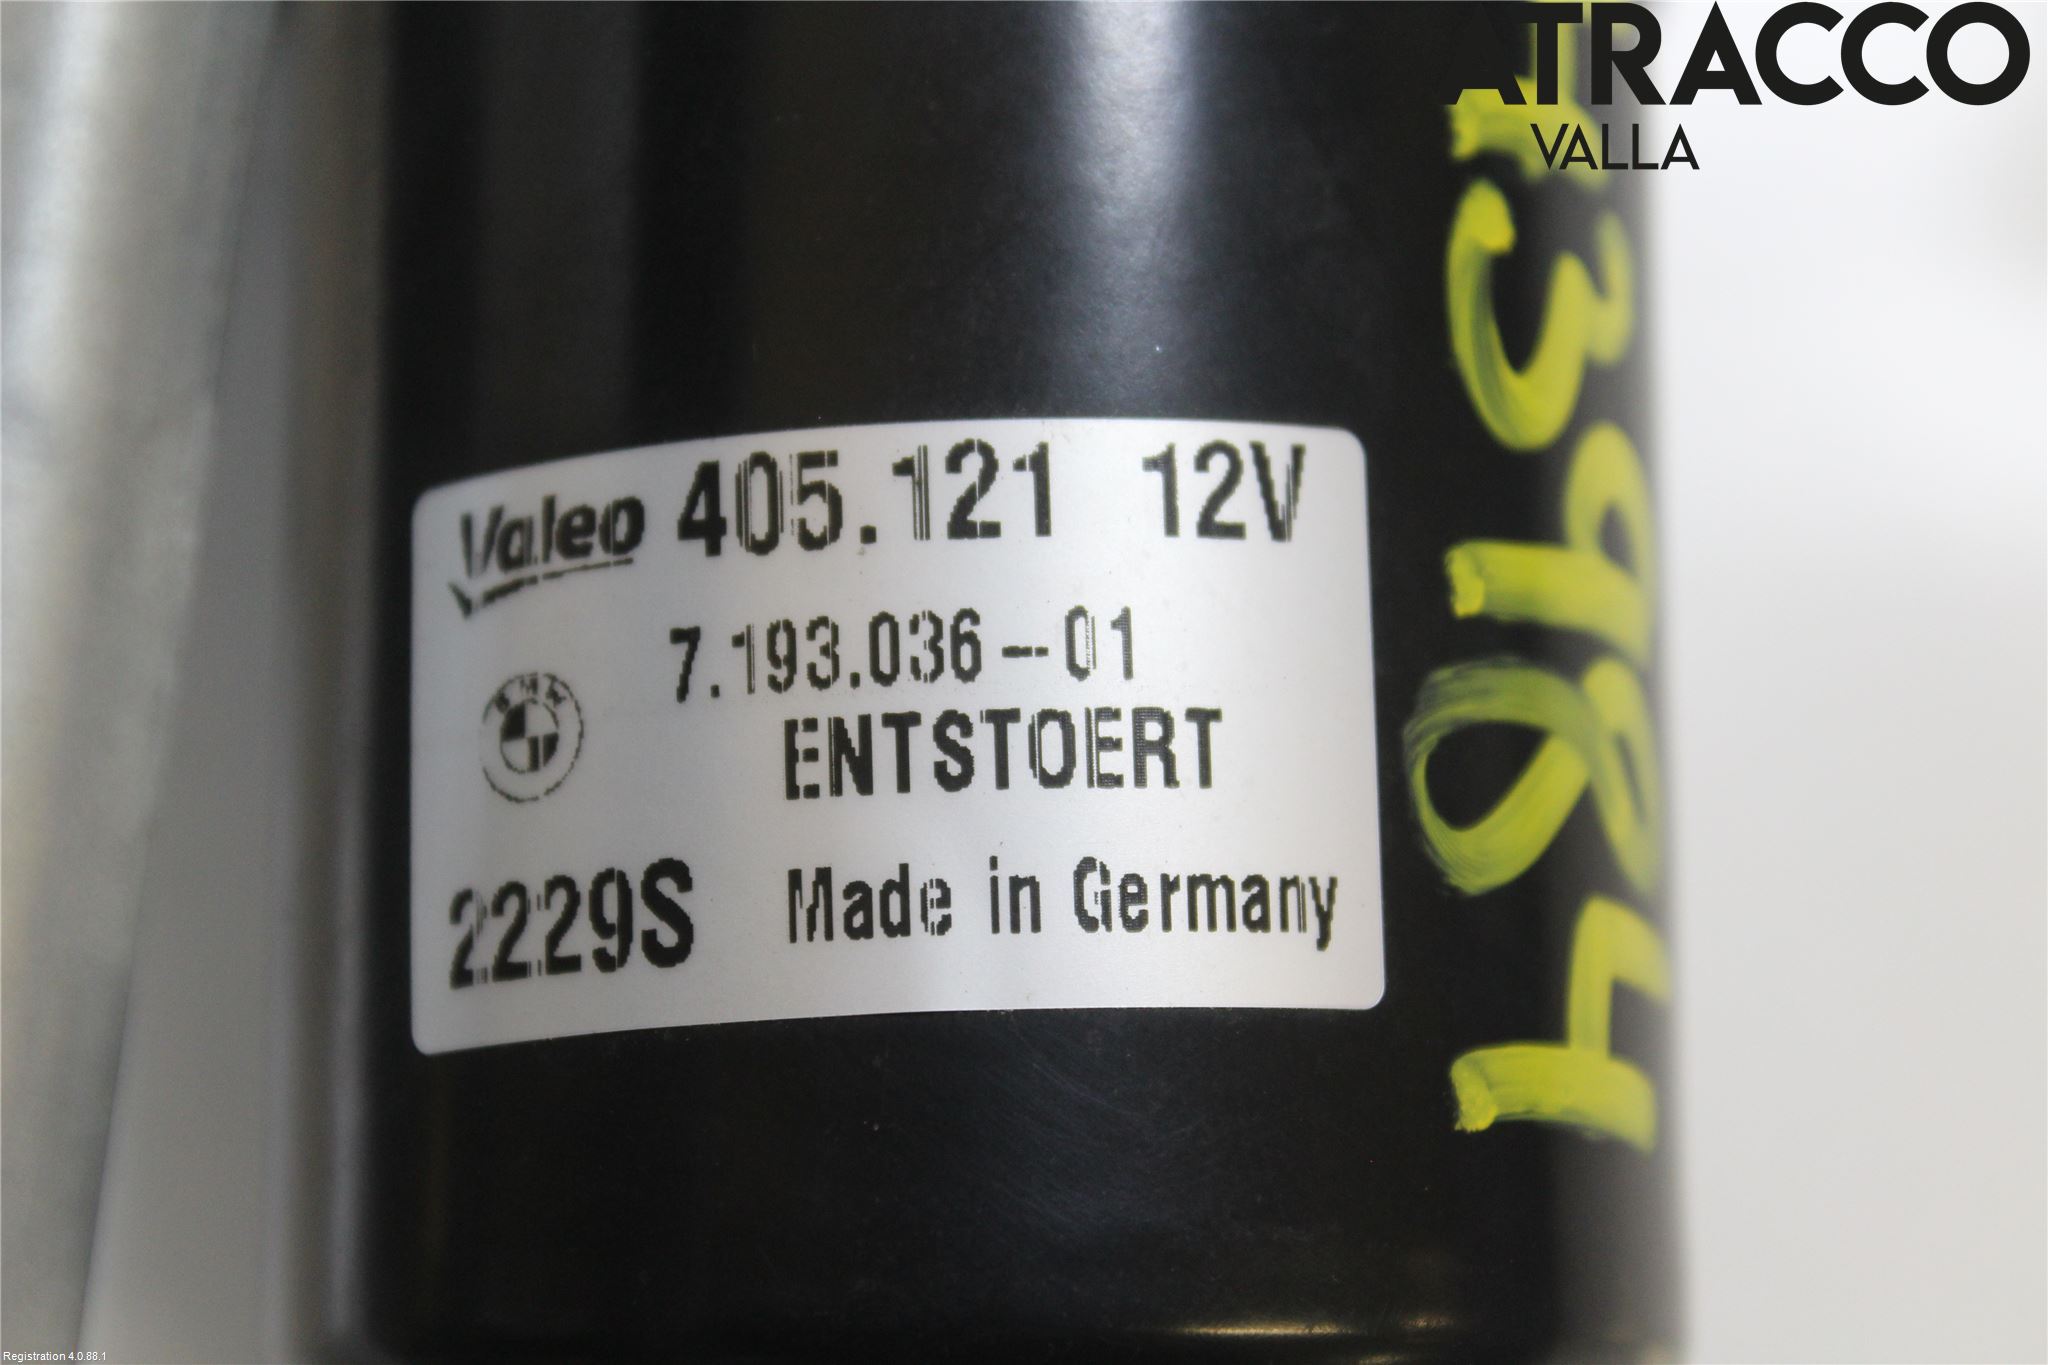 ATRACCO
VALLA
Valeo 405.121 12V
7.193.036-01
BMW
ENTSTOERT
2229S Made in Germany
Registration 4.0.88.1